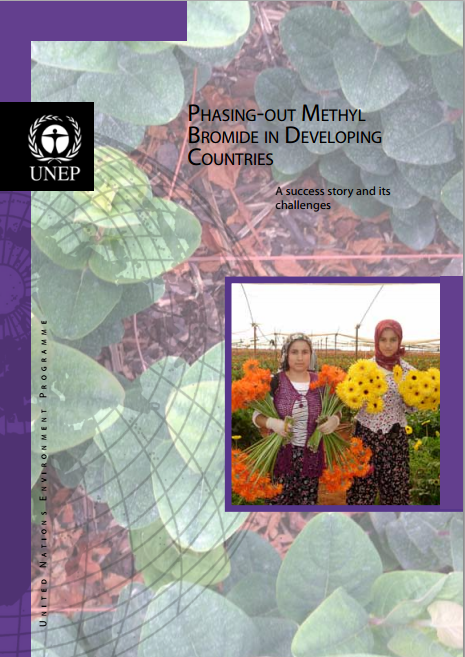 PHASING-OUT METHYL
BROMIDE IN DEVELOPING
COUNTRIES
A success story and its
challenges
UNEP
UNITED NATIONS ENVIRONMENT PROGRAMME